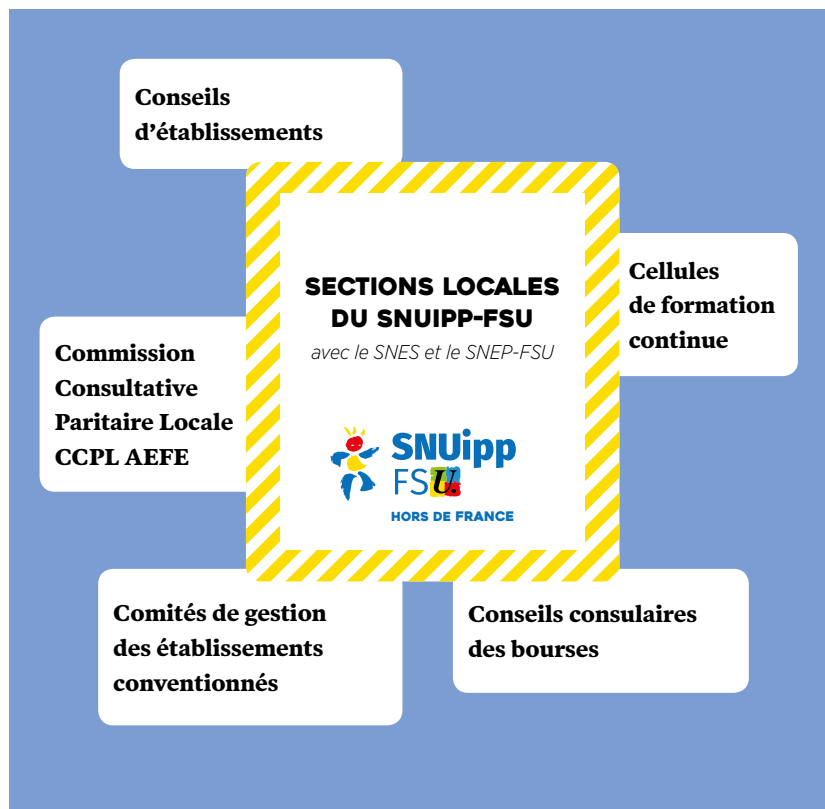 Conseils
d’établissements
SECTIONS LOCALES
DU SNUIPP-FSU
avec le SNES et le SNEP-FSU
SNUipp
FSU.
HORS DE FRANCE
Cellules
de formation
continue
Commission
Consultative
Paritaire Locale
CCPL AEFE
Comités de gestion
des établissements
conventionnés
Conseils consulaires
des bourses